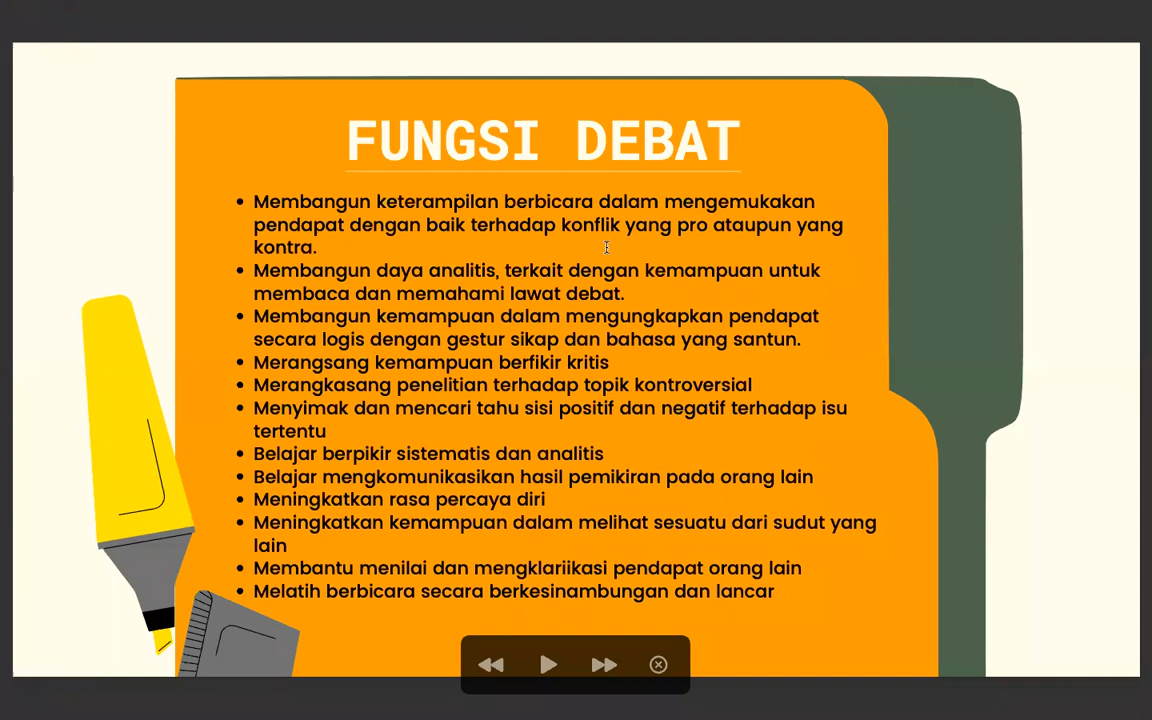 FUNGSI DEBAT
• Membangun keterampilan berbicara dalam mengemukakan
pendapat dengan baik terhadap konflik yang pro ataupun yang
kontra.
• Membangun daya analitis, terkait dengan kemampuan untuk
membaca dan memahami lawat debat.
• Membangun kemampuan dalam mengungkapkan pendapat
secara logis dengan gestur sikap dan bahasa yang santun.
• Merangsang kemampuan berfikir kritis
• Merangkasang penelitian terhadap topik kontroversial
• Menyimak dan mencari tahu sisi positif dan negatif terhadap isu
tertentu
• Belajar berpikir sistematis dan analitis
• Belajar mengkomunikasikan hasil pemikiran pada orang lain
• Meningkatkan rasa percaya diri
• Meningkatkan kemampuan dalam melihat sesuatu dari sudut yang
lain
• Membantu menilai dan mengklariikasi pendapat orang lain
• Melatih berbicara secara berkesinambungan dan lancar